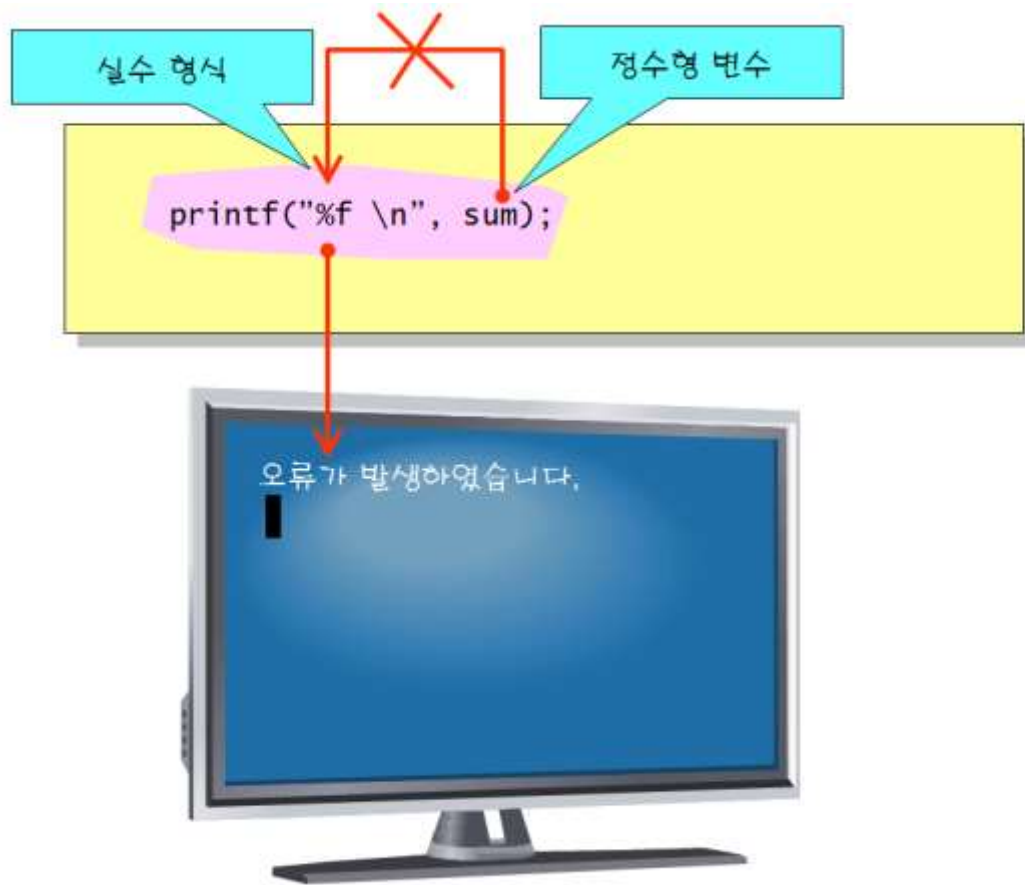 실수 형식
정수형 변수
printf("%f \n", sum);
오류가 발생하였습니다.